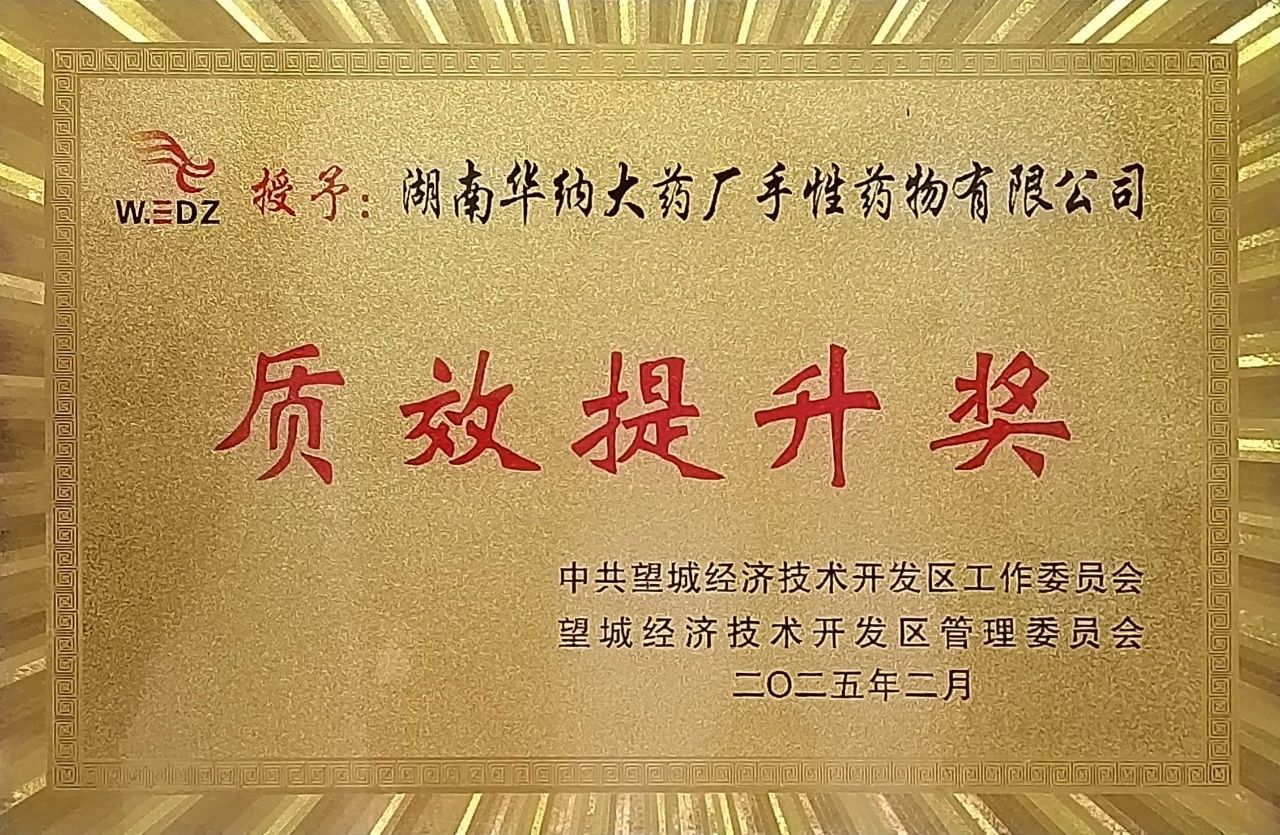 W.EDZ
授予：湖南华纳大药厂手性药物有限公司
质效提升奖
中共望城经济技术开发区工作委员会
望城经济技术开发区管理委员会
二〇二五年二月